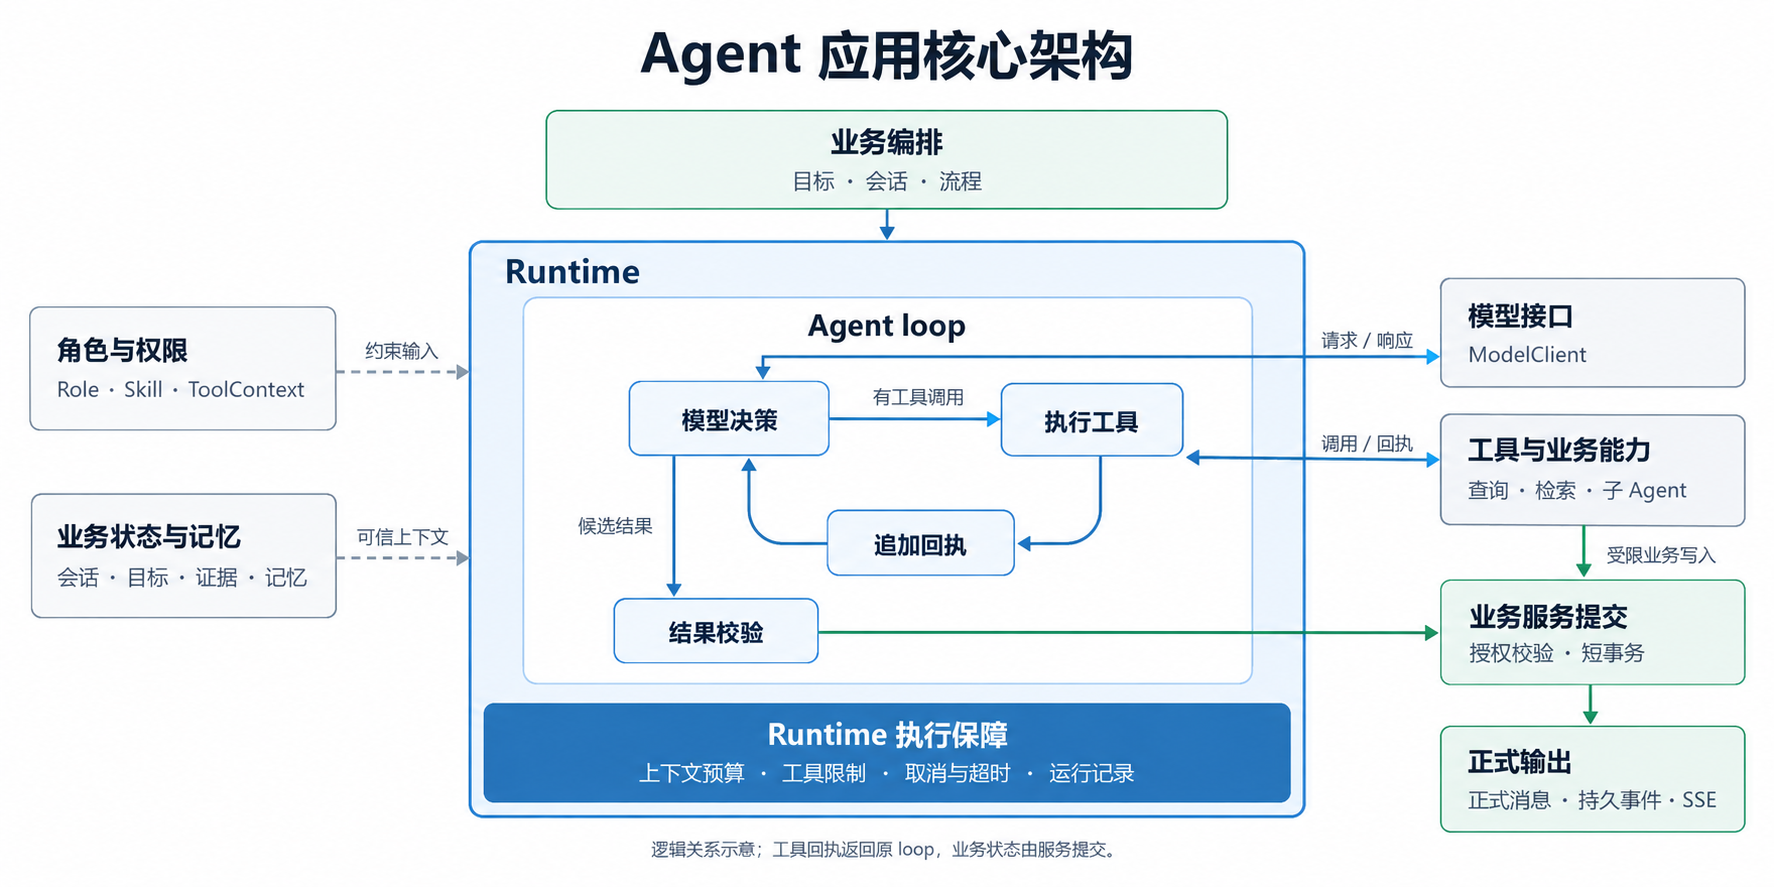 Agent 应用核心架构
业务编排
目标 · 会话 · 流程
Runtime
Agent loop
角色与权限
Role · Skill · ToolContext
约束输入
业务状态与记忆
会话 · 目标 · 证据 · 记忆
可信上下文
模型决策
有工具调用
执行工具
追加回执
候选结果
结果校验
请求 / 响应
模型接口
ModelClient
调用 / 回执
工具与业务能力
查询 · 检索 · 子 Agent
受限业务写入
业务服务提交
授权校验 · 短事务
正式输出
正式消息 · 持久事件 · SSE
Runtime 执行保障
上下文预算 · 工具限制 · 取消与超时 · 运行记录
逻辑关系示意；工具回执返回原 loop，业务状态由服务提交。